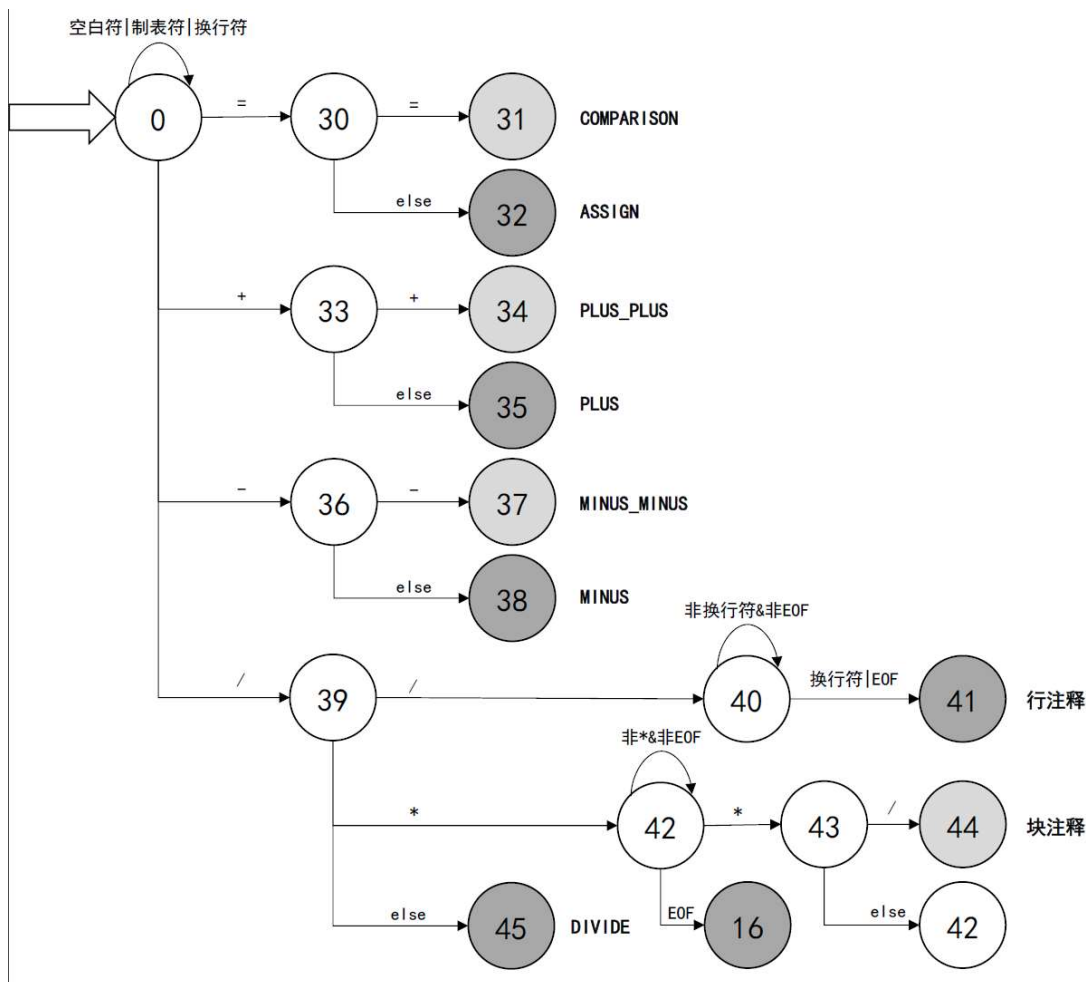 空白符|制表符|换行符
0 = 30 = 31 COMPARISON
else 32 ASSIGN
+ 33 + 34 PLUS_PLUS
else 35 PLUS
- 36 - 37 MINUS_MINUS
else 38 MINUS
非换行符&非EOF
/ 39 / 40 换行符|EOF 41 行注释
非*&非EOF
* 42 * 43 / 44 块注释
else 45 DIVIDE EOF 16 else 42